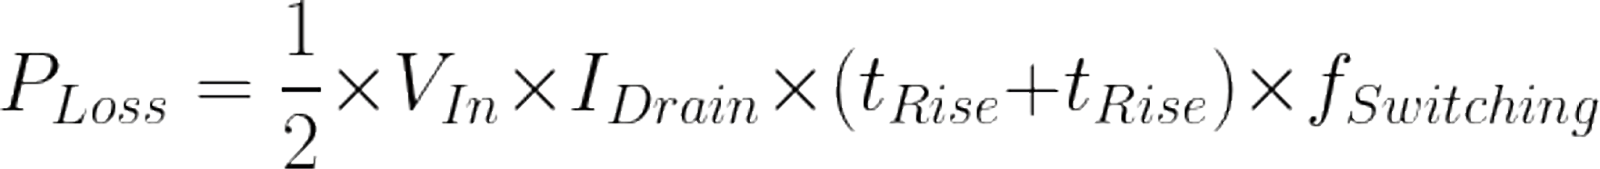 P_{Loss} = \frac{1}{2} × V_{In} × I_{Drain} × (t_{Rise} + t_{Rise}) × f_{Switching}